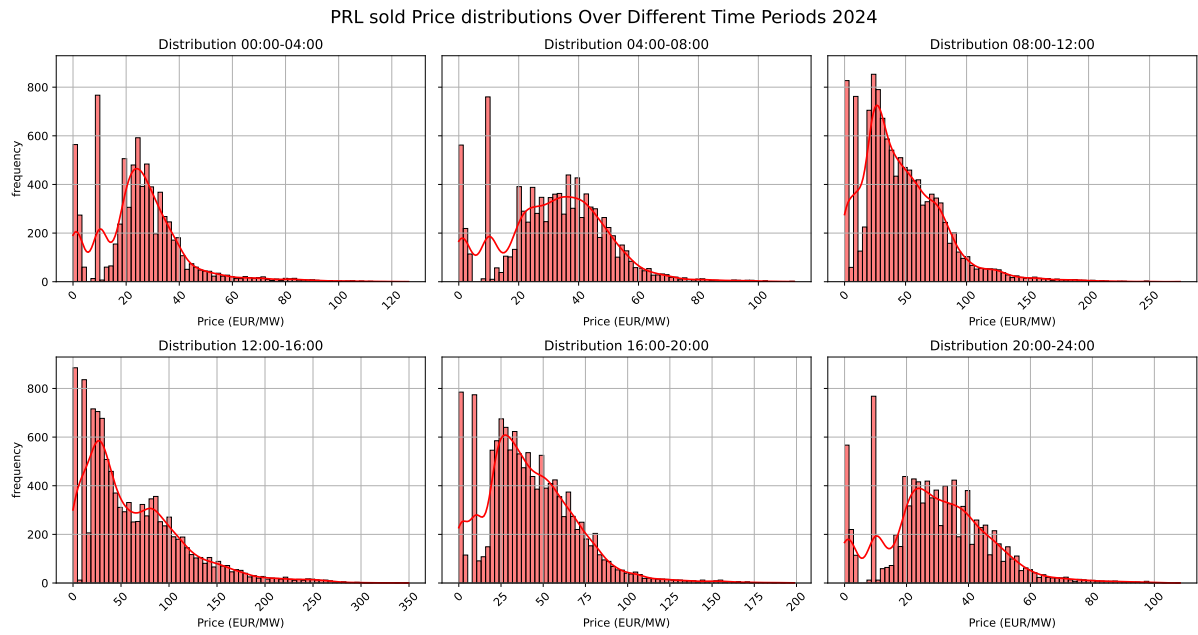 PRL sold Price distributions Over Different Time Periods 2024
Distribution 00:00-04:00
frequency
800
600
400
200
0
0 20 40 60 80 100 120
Price (EUR/MW)
Distribution 04:00-08:00
0 20 40 60 80 100
Price (EUR/MW)
Distribution 08:00-12:00
0 50 100 150 200 250
Price (EUR/MW)
Distribution 12:00-16:00
frequency
800
600
400
200
0
0 50 100 150 200 250 300 350
Price (EUR/MW)
Distribution 16:00-20:00
0 25 50 75 100 125 150 175 200
Price (EUR/MW)
Distribution 20:00-24:00
0 20 40 60 80 100
Price (EUR/MW)